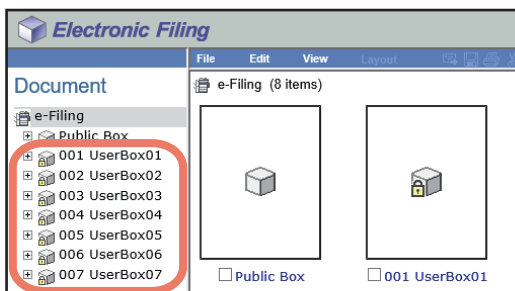 Electronic Filing
File Edit View Layout
Document
e-Filing (8 items)
e-Filing
Public Box
001 UserBox01
002 UserBox02
003 UserBox03
004 UserBox04
005 UserBox05
006 UserBox06
007 UserBox07
Public Box
001 UserBox01